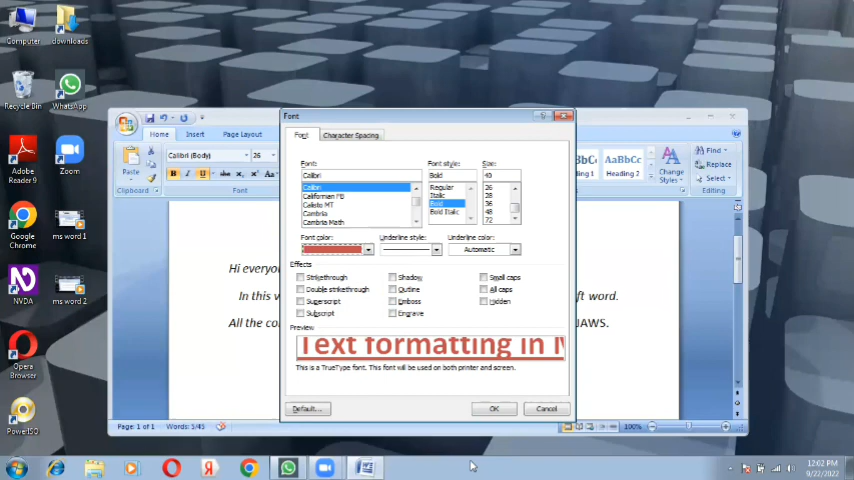 Computer
downloads
Recycle Bin
WhatsApp
Adobe
Reader 9
Zoom
Google
Chrome
ms word 1
NVDA
ms word 2
Opera
Browser
PowerISO
Home
Insert
Page Layout
Calibri (Body)
26
Paste
B I U abe
Aa
Clipboard
Font
AaBbCc
Heading 1
AaBbCc
Heading 2
Change
Styles
Find
Replace
Select
Editing
Font
Font
Character Spacing
Font:
Font style:
Size:
Calibri
Bold
40
Calibri
Californian FB
Calisto MT
Cambria
Cambria Math
Regular
Italic
Bold
Bold Italic
26
28
36
48
72
Font color:
Underline style:
Underline color:
Automatic
Effects
Strikethrough
Shadow
Small caps
Double strikethrough
Outline
All caps
Superscript
Emboss
Hidden
Subscript
Engrave
Preview
Text formatting in
This is a TrueType font. This font will be used on both printer and screen.
Default...
OK
Cancel
Hi everyo
In this v
ft word.
All the co
JAWS.
Page: 1 of 1
Words: 5/45
100%
12:02 PM
9/22/2022